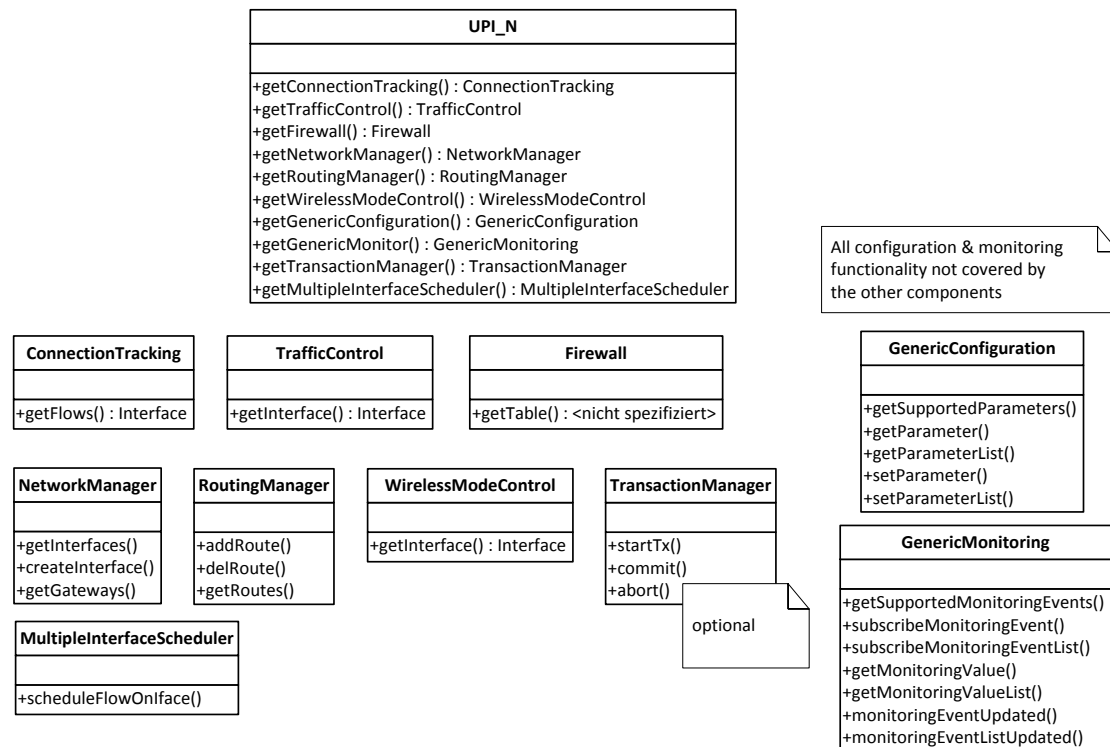 UPI_N
+getConnectionTracking() : ConnectionTracking
+getTrafficControl() : TrafficControl
+getFirewall() : Firewall
+getNetworkManager() : NetworkManager
+getRoutingManager() : RoutingManager
+getWirelessModeControl() : WirelessModeControl
+getGenericConfiguration() : GenericConfiguration
+getGenericMonitor() : GenericMonitoring
+getTransactionManager() : TransactionManager
+getMultipleInterfaceScheduler() : MultipleInterfaceScheduler
All configuration & monitoring
functionality not covered by
the other components
ConnectionTracking
+getFlows() : Interface
TrafficControl
+getInterface() : Interface
Firewall
+getTable() : <nicht spezifiziert>
GenericConfiguration
+getSupportedParameters()
+getParameter()
+getParameterList()
+setParameter()
+setParameterList()
NetworkManager
+getInterfaces()
+createInterface()
+getGateways()
RoutingManager
+addRoute()
+delRoute()
+getRoutes()
WirelessModeControl
+getInterface() : Interface
TransactionManager
+startTx()
+commit()
+abort()
optional
GenericMonitoring
+getSupportedMonitoringEvents()
+subscribeMonitoringEvent()
+subscribeMonitoringEventList()
+getMonitoringValue()
+getMonitoringValueList()
+monitoringEventUpdated()
+monitoringEventListUpdated()
MultipleInterfaceScheduler
+scheduleFlowOnIface()